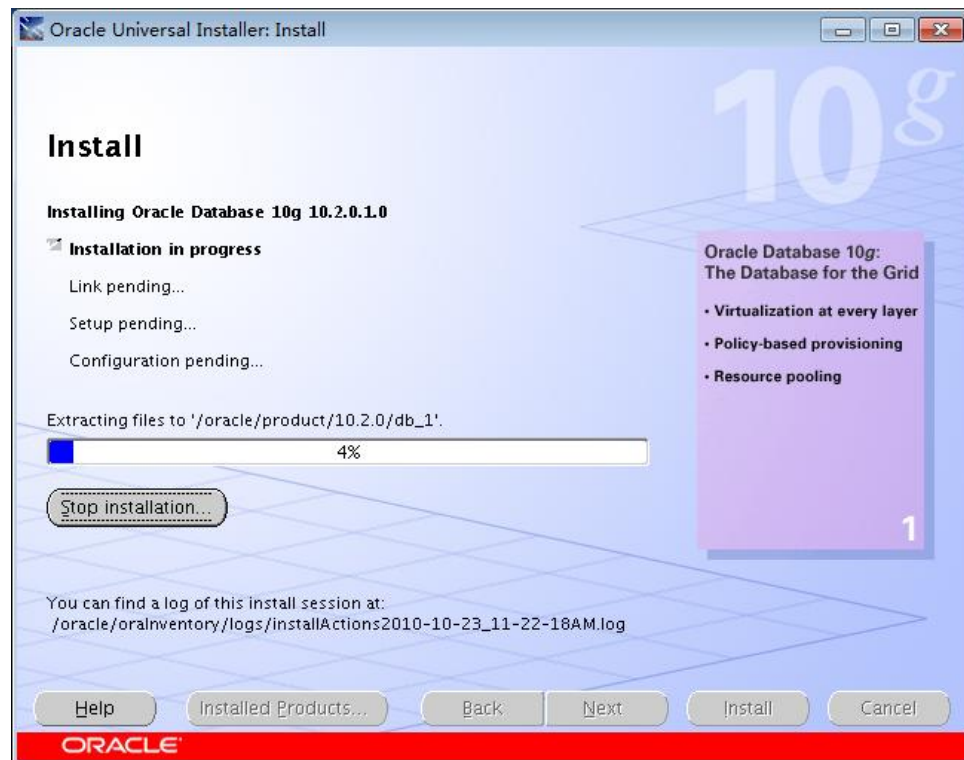 Oracle Universal Installer: Install
10g
Install
Installing Oracle Database 10g 10.2.0.1.0
Installation in progress
Link pending...
Setup pending...
Configuration pending...
Extracting files to '/oracle/product/10.2.0/db_1'.
4%
Stop installation...
Oracle Database 10g:
The Database for the Grid
• Virtualization at every layer
• Policy-based provisioning
• Resource pooling
1
You can find a log of this install session at:
/oracle/oraInventory/logs/installActions2010-10-23_11-22-18AM.log
Help Installed Products... Back Next Install Cancel
ORACLE